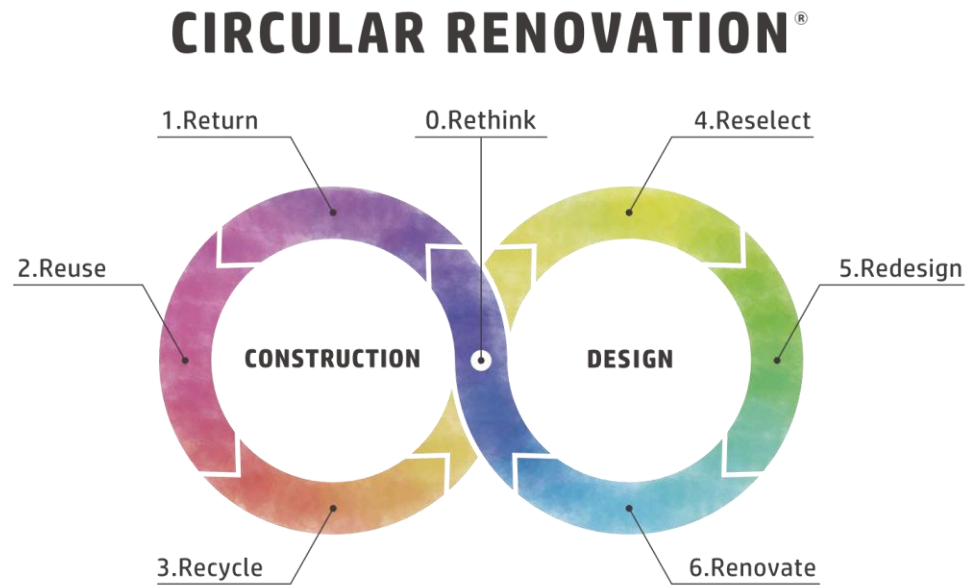 CIRCULAR RENOVATION®
1.Return
0.Rethink
4.Reselect
2.Reuse
5.Redesign
CONSTRUCTION
DESIGN
3.Recycle
6.Renovate